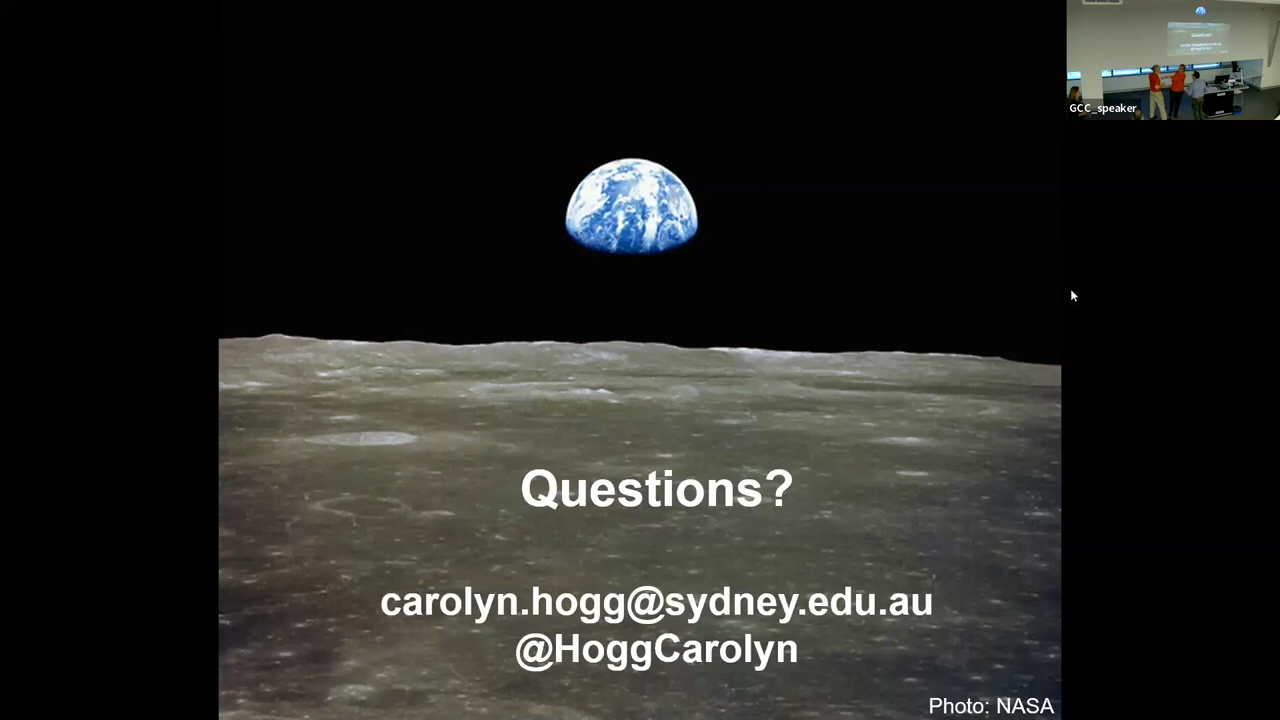 GCC_speaker
Questions?
carolyn.hogg@sydney.edu.au
@HoggCarolyn
Photo: NASA